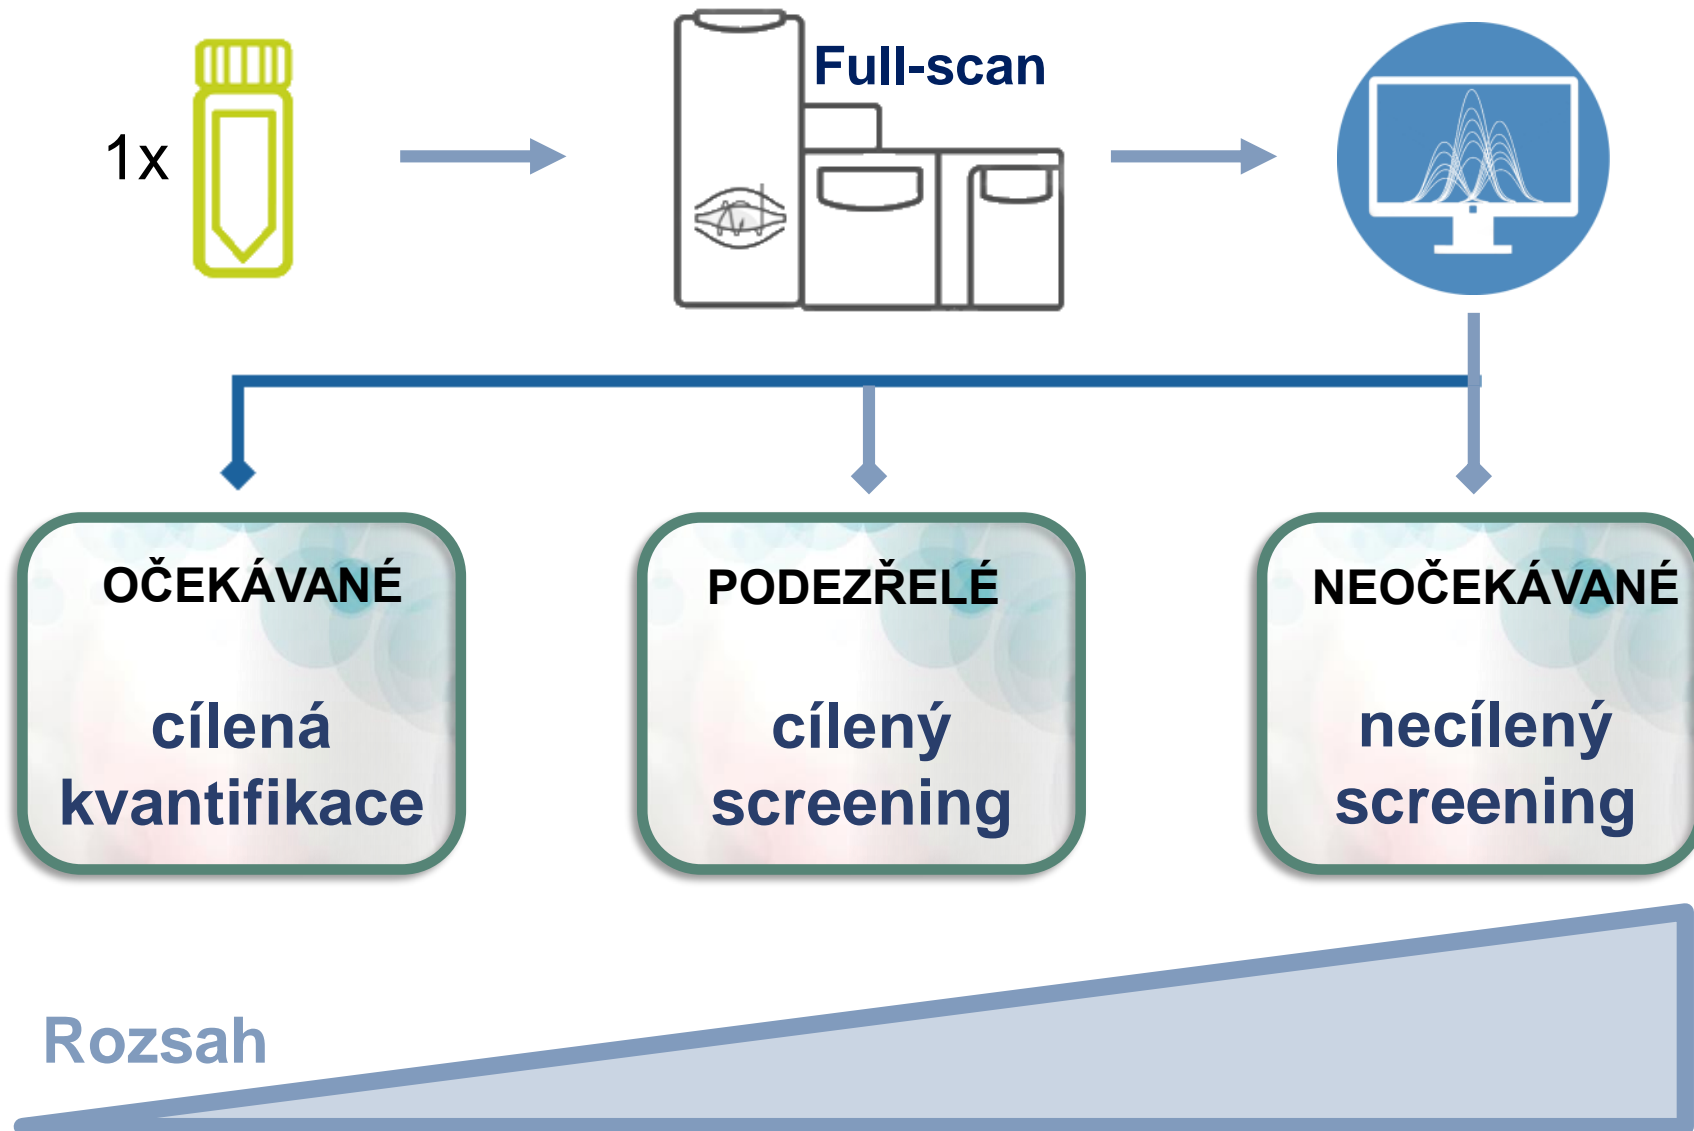 Full-scan
1x
OČEKÁVANÉ
cílená
kvantifikace
PODEZŘELÉ
cílený
screening
NEOČEKÁVANÉ
necílený
screening
Rozsah